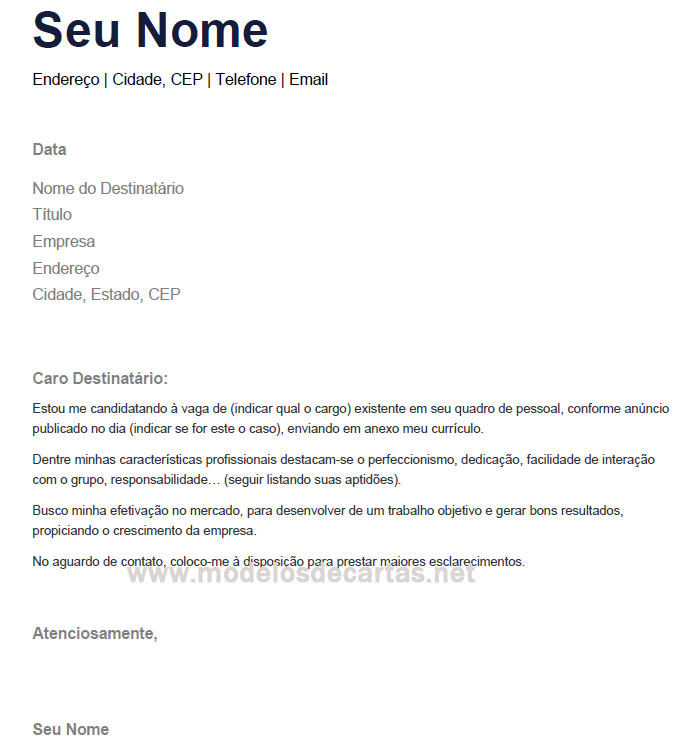 Seu Nome
Endereço | Cidade, CEP | Telefone | Email
Data
Nome do Destinatário
Título
Empresa
Endereço
Cidade, Estado, CEP
Caro Destinatário:
Estou me candidatando à vaga de (indicar qual o cargo) existente em seu quadro de pessoal, conforme anúncio
publicado no dia (indicar se for este o caso), enviando em anexo meu currículo.
Dentre minhas características profissionais destacam-se o perfeccionismo, dedicação, facilidade de interação
com o grupo, responsabilidade… (seguir listando suas aptidões).
Busco minha efetivação no mercado, para desenvolver de um trabalho objetivo e gerar bons resultados,
propiciando o crescimento da empresa.
No aguardo de contato, coloco-me à disposição para prestar maiores esclarecimentos.
www.modelosdecartas.net
Atenciosamente,
Seu Nome